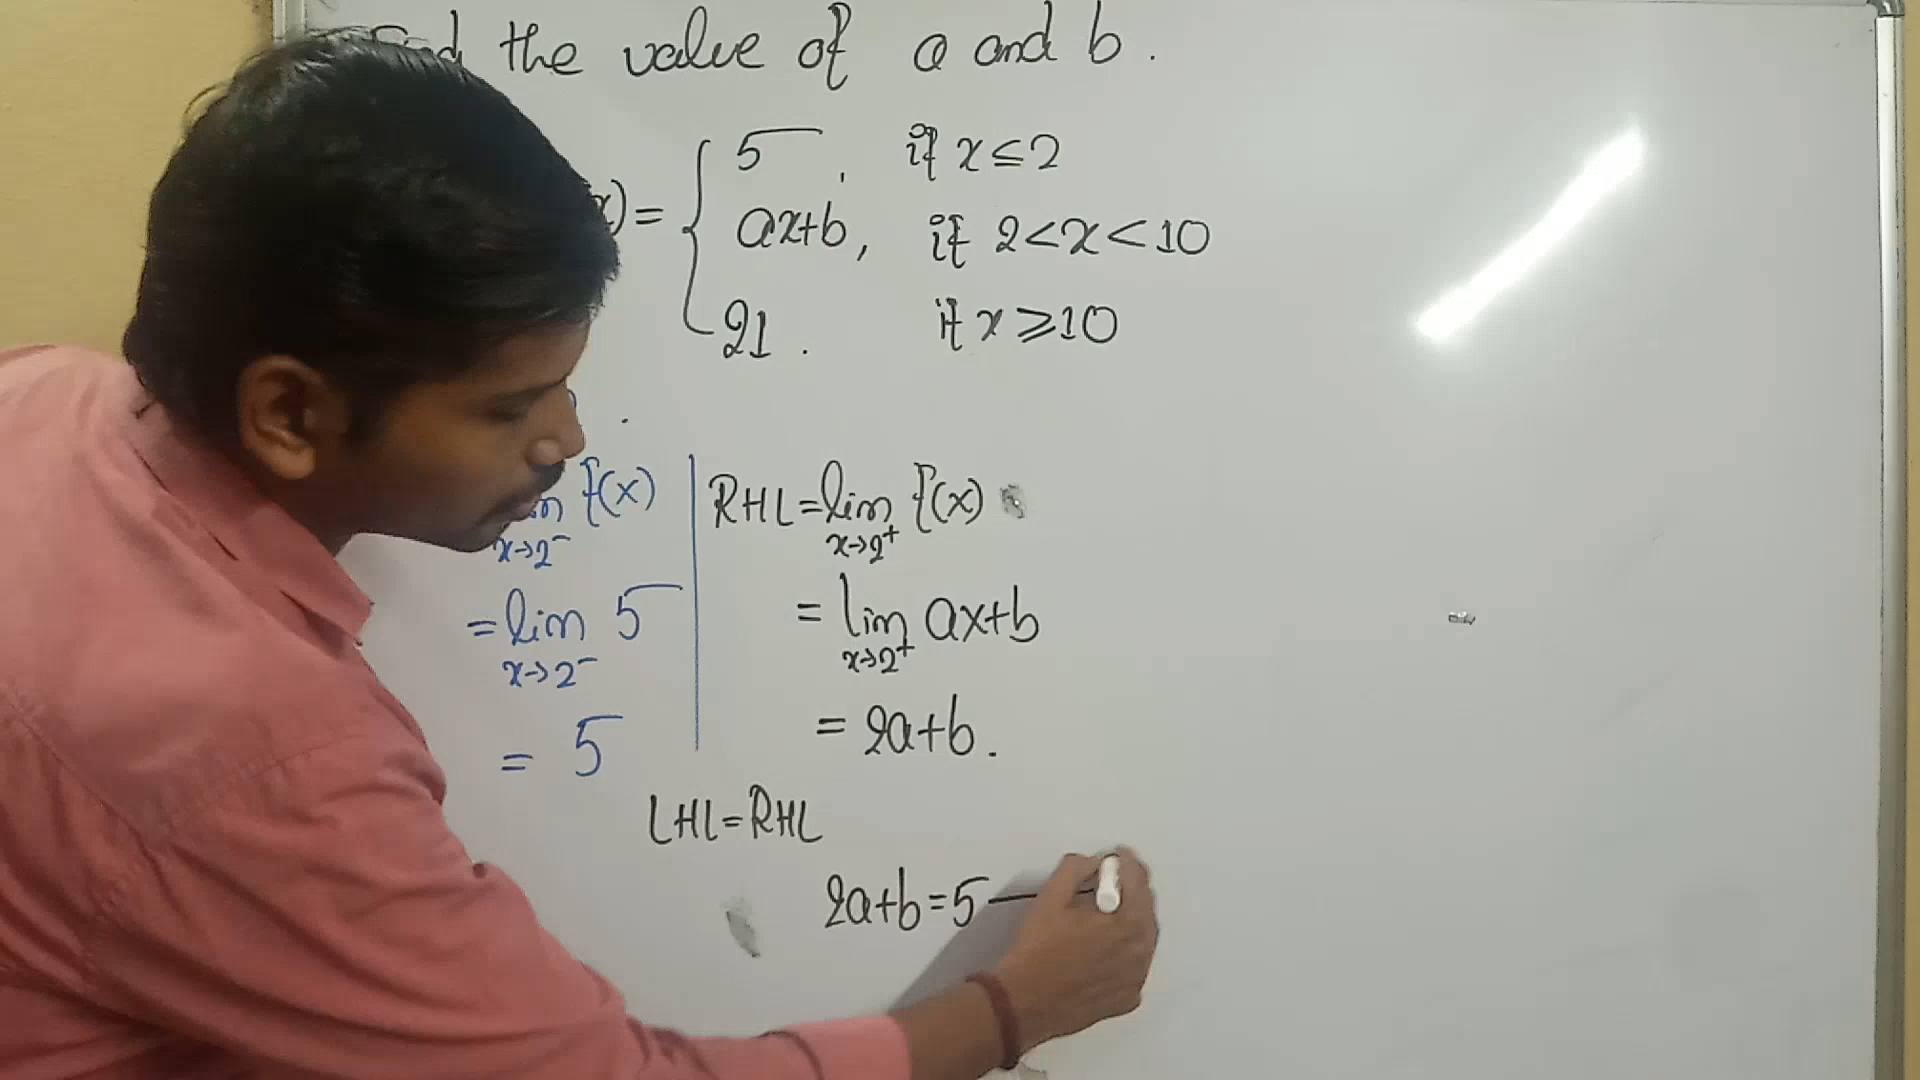 the value of a and b.
x) = { 5, if x ≤ 2
ax+b, if 2 < x < 10
21. if x ≥ 10
f(x)
x→2⁻
= lim 5
x→2⁻
= 5
RHL = lim f(x)
x→2⁺
= lim ax+b
x→2⁺
= 2a+b.
LHL = RHL
2a+b = 5 —